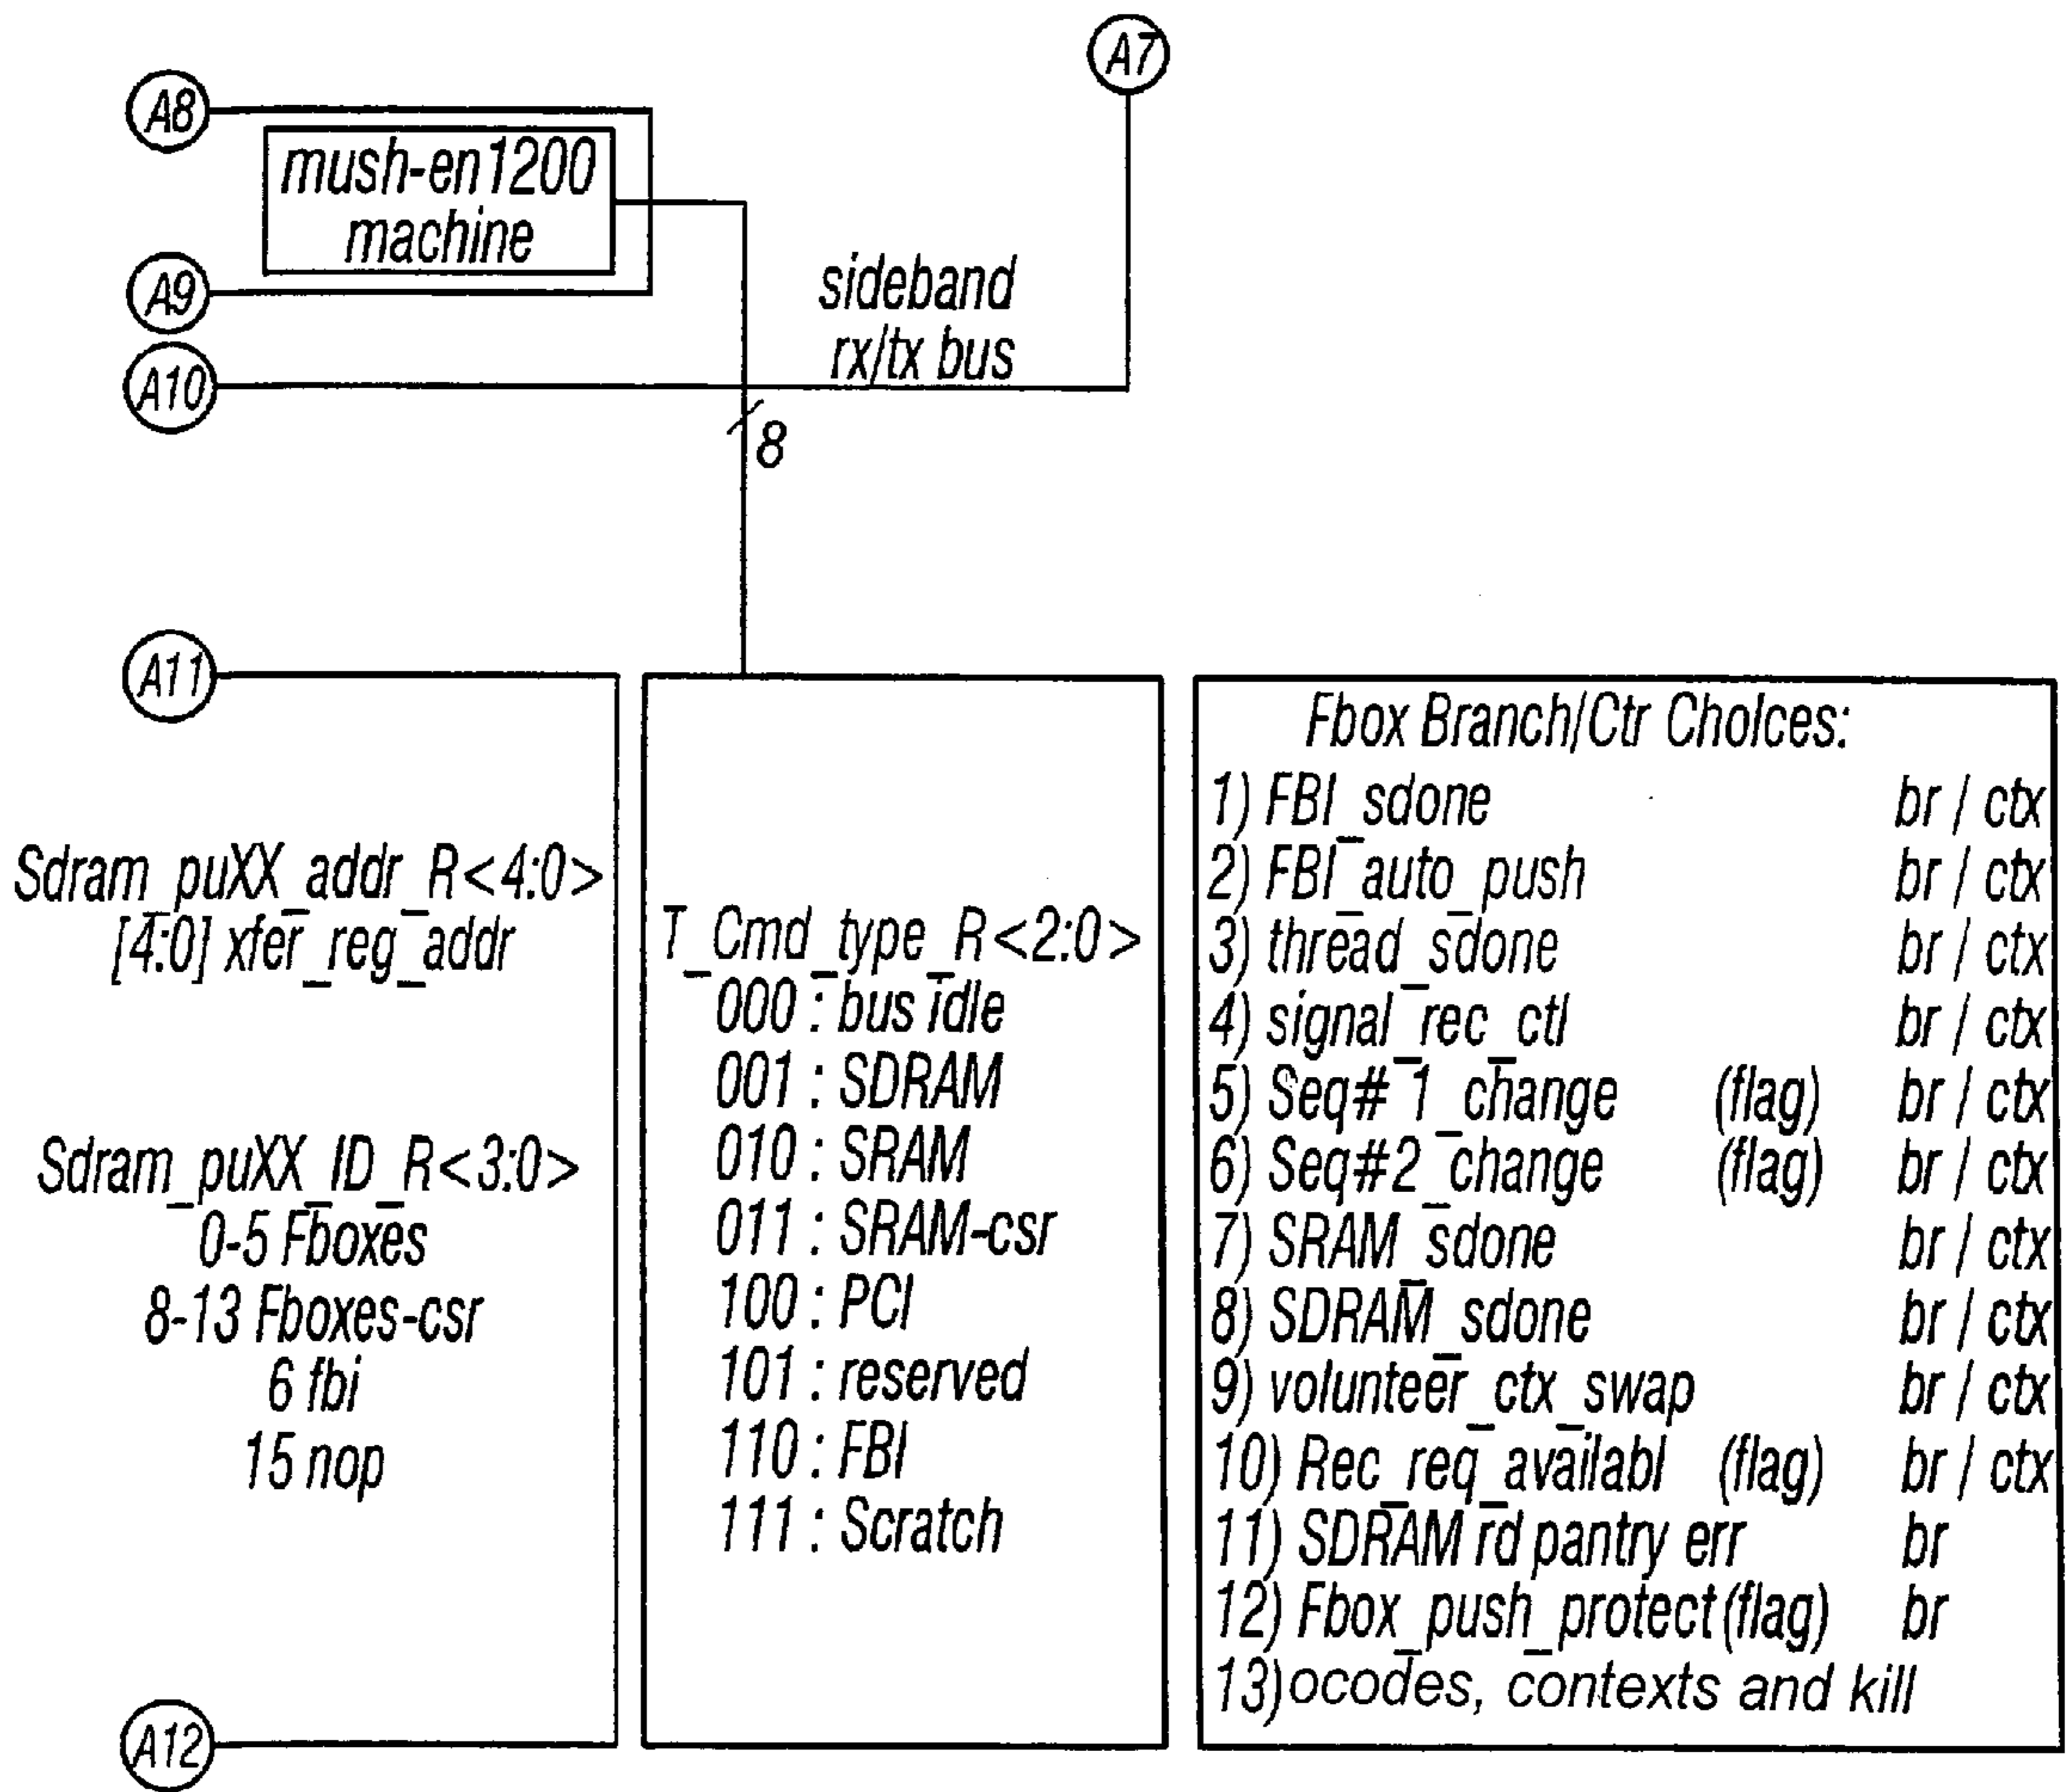 A7
A8
mush-en1200
machine
A9
sideband
rx/tx bus
A10
8
A11
Sdram_puXX_addr_R<4:0>
[4:0] xfer_reg_addr
Sdram_puXX_ID_R<3:0>
0-5 Fboxes
8-13 Fboxes-csr
6 fbi
15 nop
A12
T_Cmd_type_R<2:0>
000 : bus idle
001 : SDRAM
010 : SRAM
011 : SRAM-csr
100 : PCI
101 : reserved
110 : FBI
111 : Scratch
Fbox Branch/Ctr Cholces:
1) FBI_sdone br / ctx
2) FBI_auto_push br / ctx
3) thread_sdone br / ctx
4) signal_rec_ctl br / ctx
5) Seq# 1_change (flag) br / ctx
6) Seq#2_change (flag) br / ctx
7) SRAM_sdone br / ctx
8) SDRAM_sdone br / ctx
9) volunteer_ctx_swap br / ctx
10) Rec_req_availabl (flag) br / ctx
11) SDRAM rd pantry err br
12) Fbox_push_protect (flag) br
13)ocodes, contexts and kill